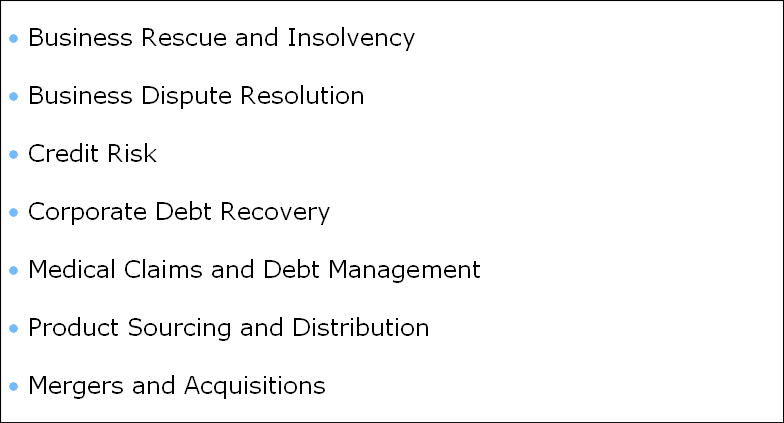 Business Rescue and Insolvency
Business Dispute Resolution
Credit Risk
Corporate Debt Recovery
Medical Claims and Debt Management
Product Sourcing and Distribution
Mergers and Acquisitions